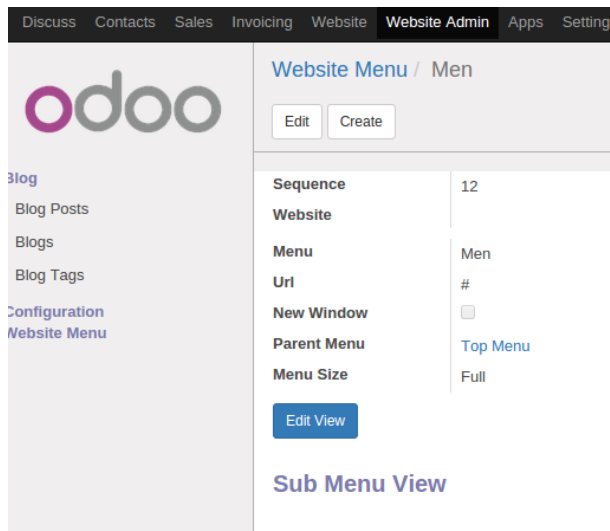 Discuss Contacts Sales Invoicing Website Website Admin Apps Setting
odoo
Website Menu / Men
Edit Create
Blog
Blog Posts
Blogs
Blog Tags
Configuration
Website Menu
Sequence 12
Website
Menu Men
Url #
New Window
Parent Menu Top Menu
Menu Size Full
Edit View
Sub Menu View